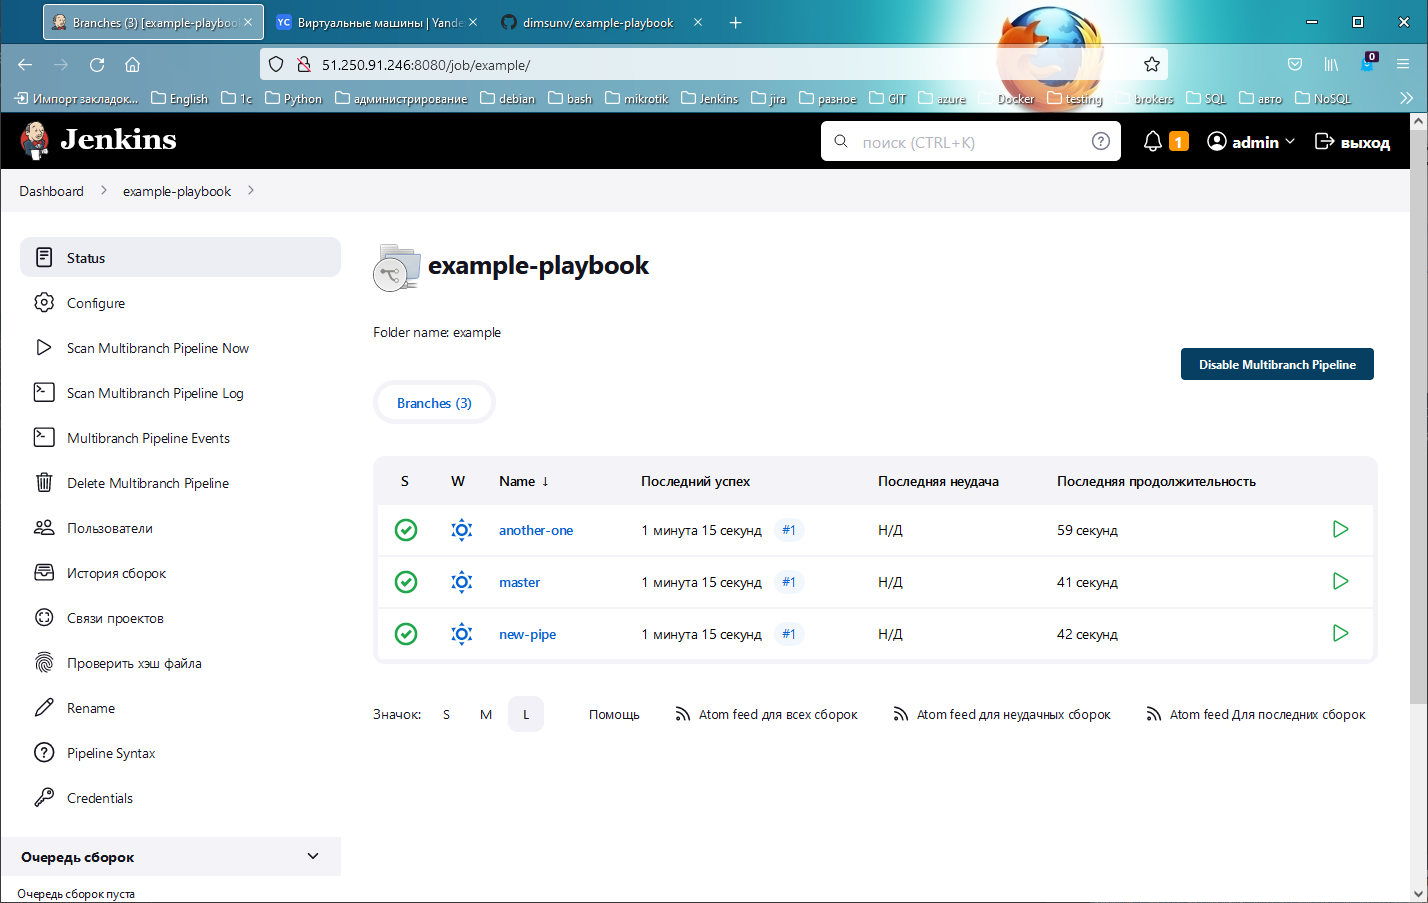 Branches (3) [example-playbook
Виртуальные машины | Yande
dimsunv/example-playbook
51.250.91.246:8080/job/example/
0
Импорт закладок... English 1c Python администрирование debian bash mikrotik Jenkins jira разное GIT azure Docker testing brokers SQL авто NoSQL
Jenkins
поиск (CTRL+K)
1
admin
выход
Dashboard
example-playbook
Status
Configure
Scan Multibranch Pipeline Now
Scan Multibranch Pipeline Log
Multibranch Pipeline Events
Delete Multibranch Pipeline
Пользователи
История сборок
Связи проектов
Проверить хэш файла
Rename
Pipeline Syntax
Credentials
Очередь сборок
Очередь сборок пуста
example-playbook
Folder name: example
Disable Multibranch Pipeline
Branches (3)
S W Name ↓ Последний успех Последняя неудача Последняя продолжительность
another-one 1 минута 15 секунд #1 Н/Д 59 секунд
master 1 минута 15 секунд #1 Н/Д 41 секунд
new-pipe 1 минута 15 секунд #1 Н/Д 42 секунд
Значок: S M L Помощь Atom feed для всех сборок Atom feed для неудачных сборок Atom feed Для последних сборок